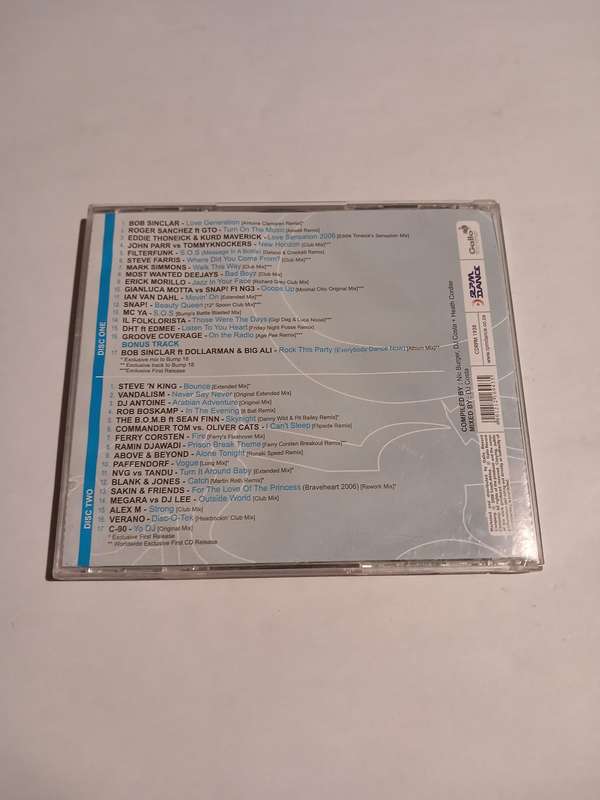 DISC ONE
1. BOB SINCLAR - Love Generation [Antoine Clamaran Remix]*
2. ROGER SANCHEZ ft GTO - Turn On The Music [Axwell Remix]
3. EDDIE THONEICK & KURD MAVERICK - Love Sensation 2006 [Eddie Thoneick's Sensation Mix]
4. JOHN PARR vs TOMMYKNOCKERS - New Horizon [Club Mix]***
5. FILTERFUNK - S.O.S (Message In A Bottle) [Delano & Crockett Remix]
6. STEVE FARRIS - Where Did You Come From? [Club Mix]***
7. MARK SIMMONS - Walk This Way [Club Mix]*
8. MOST WANTED DEEJAYS - Bad Boyz [Club Mix]
9. ERICK MORILLO - Jazz In Your Face [Richard Grey Club Mix]
10. GIANLUCA MOTTA vs SNAP! Ft NG3 - Ooops Up [Minimal Chic Original Mix]***
11. IAN VAN DAHL - Movin' On [Extended Mix]***
12. SNAP! - Beauty Queen [12" Spoon Club Mix]***
13. MC YA - S.O.S [Bump's Battle Blasted Mix]
14. IL FOLKLORISTA - Those Were The Days [Gigi Dag & Luca Noise]**
15. DHT ft EDMEE - Listen To You Heart [Friday Night Posse Remix]
16. GROOVE COVERAGE - On the Radio [Age Pee Remix]
BONUS TRACK
17. BOB SINCLAR ft DOLLARMAN & BIG ALI - Rock This Party (Everybody Dance Now) [Album Mix]**
* Exclusive mix to Bump 18
** Exclusive track to Bump 18
***Exclusive First Release
DISC TWO
1. STEVE 'N KING - Bounce [Extended Mix]*
2. VANDALISM - Never Say Never [Original Extended Mix]
3. DJ ANTOINE - Arabian Adventure [Original Mix]
4. ROB BOSKAMP - In The Evening [8 Ball Remix]
5. THE B.O.M.B ft SEAN FINN - Skynight [Danny Wild & Pit Bailey Remix]*
6. COMMANDER TOM vs. OLIVER CATS - I Can't Sleep [Flipside Remix]
7. FERRY CORSTEN - Fire [Ferry's Flashover Mix]
8. RAMIN DJAWADI - Prison Break Theme [Ferry Corsten Breakout Remix]**
9. ABOVE & BEYOND - Alone Tonight [Ronski Speed Remix]
10. PAFFENDORF - Vogue [Long Mix]*
11. NVG vs TANDU - Turn It Around Baby [Extended Mix]*
12. BLANK & JONES - Catch [Martin Roth Remix]
13. SAKIN & FRIENDS - For The Love Of The Princess (Braveheart 2006) [Rework Mix]*
14. MEGARA vs DJ LEE - Outside World [Club Mix]
15. ALEX M - Strong [Club Mix]
16. VERANO - Disc-O-Tek [Headrockin' Club Mix]*
17. C-90 - Yo DJ [Original Mix]
* Exclusive First Release
** Worldwide Exclusive First CD Release
COMPILED BY : Nic Burger, DJ Costa + Heath Cooke
MIXED BY : DJ Costa
Gallo
DANCE
CDRPM 1938